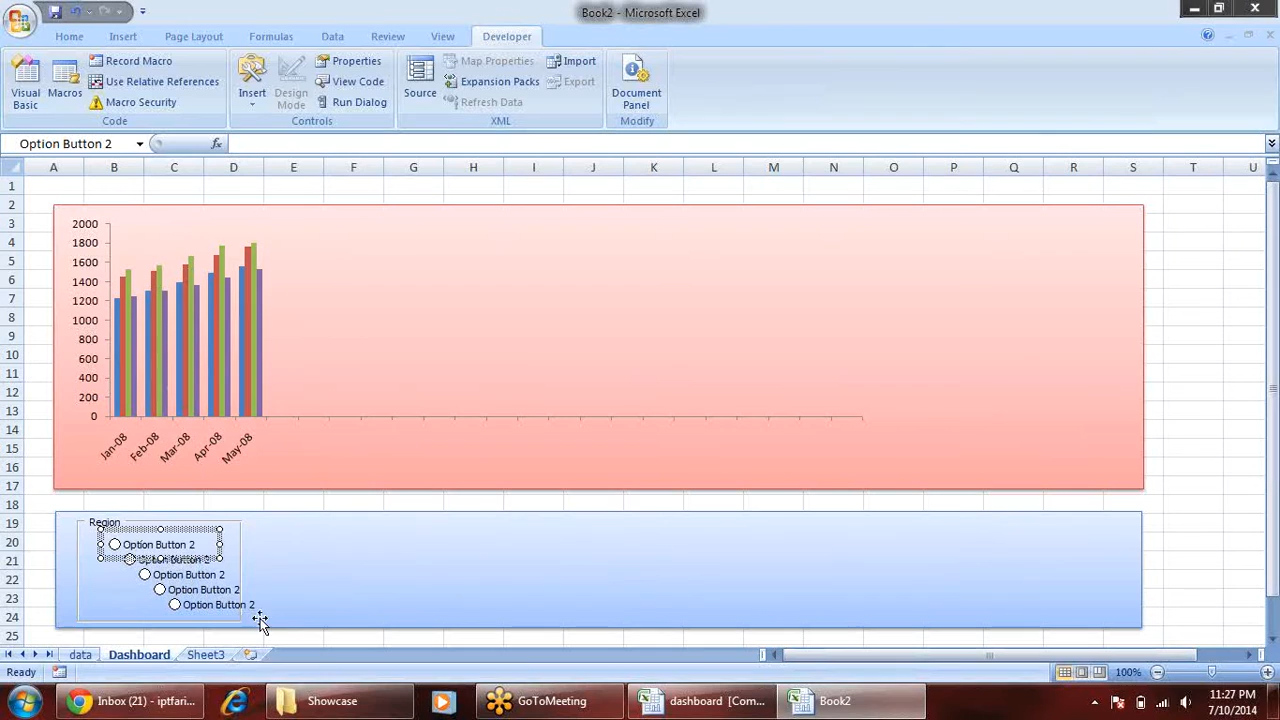 Book2 - Microsoft Excel
Home Insert Page Layout Formulas Data Review View Developer
Visual Basic
Macros
Record Macro
Use Relative References
Macro Security
Code
Insert
Design Mode
Properties
View Code
Run Dialog
Controls
Source
Map Properties
Expansion Packs
Refresh Data
Import
Export
XML
Document Panel
Modify
Option Button 2
fx
A B C D E F G H I J K L M N O P Q R S T U
1
2
3
4
5
6
7
8
9
10
11
12
13
14
15
16
17
18
19
20
21
22
23
24
25
2000
1800
1600
1400
1200
1000
800
600
400
200
0
Jan-08 Feb-08 Mar-08 Apr-08 May-08
Region
Option Button 2
Option Button 2
Option Button 2
Option Button 2
Option Button 2
data Dashboard Sheet3
Ready
100%
Inbox (21) - iptfari...
Showcase
GoToMeeting
dashboard [Com...
Book2
11:27 PM
7/10/2014